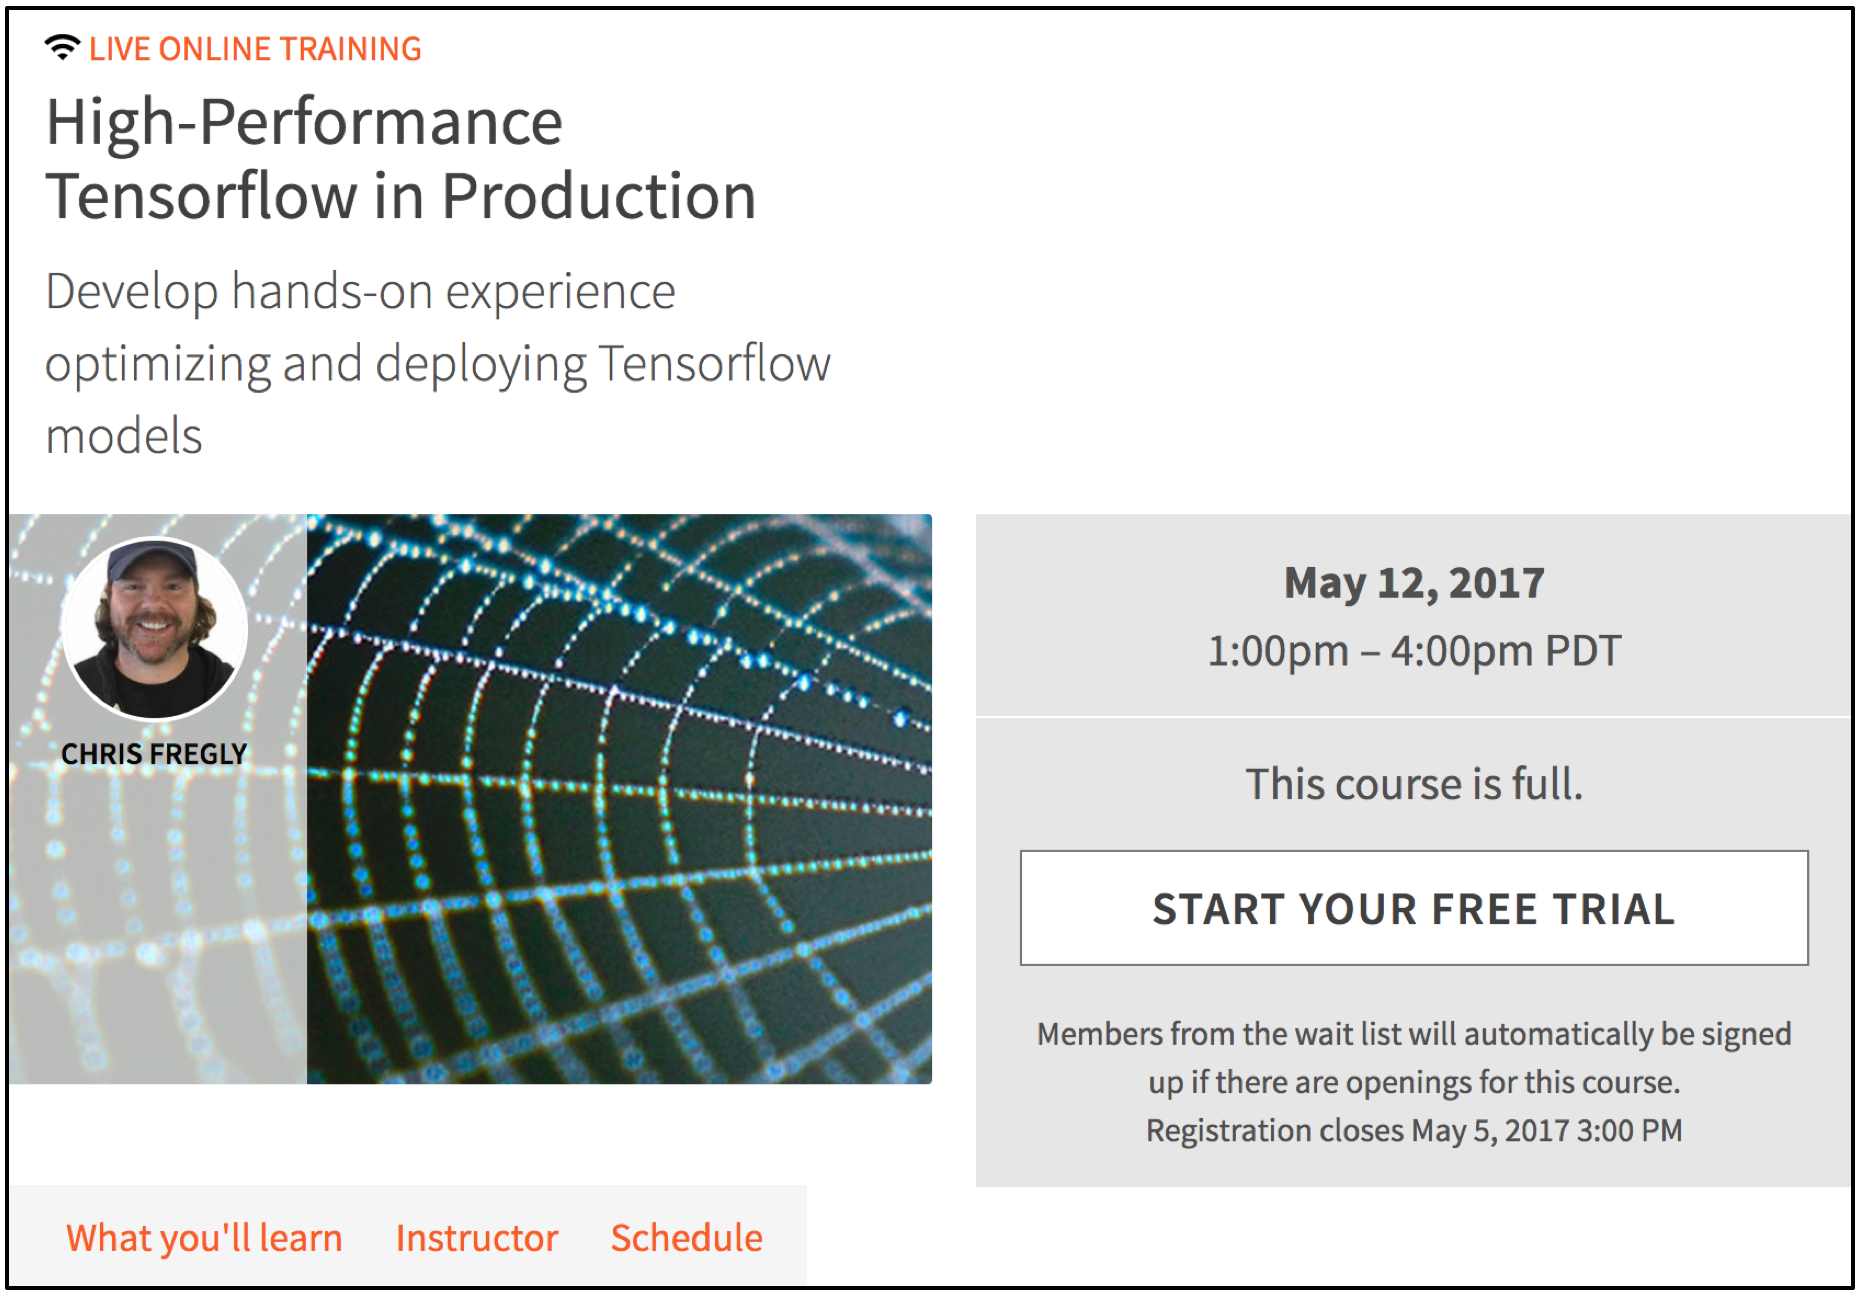 LIVE ONLINE TRAINING
High-Performance
Tensorflow in Production
Develop hands-on experience
optimizing and deploying Tensorflow
models
CHRIS FREGLY
May 12, 2017
1:00pm – 4:00pm PDT
This course is full.
START YOUR FREE TRIAL
Members from the wait list will automatically be signed
up if there are openings for this course.
Registration closes May 5, 2017 3:00 PM
What you'll learn Instructor Schedule